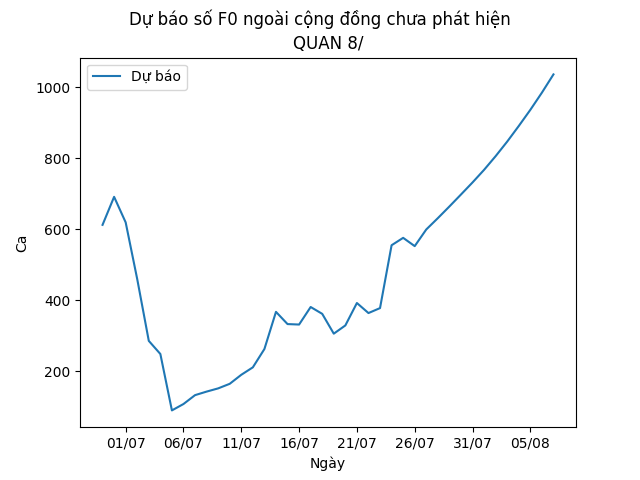 Dự báo số F0 ngoài cộng đồng chưa phát hiện
QUAN 8/
Dự báo
1000
800
600
400
200
Ca
01/07 06/07 11/07 16/07 21/07 26/07 31/07 05/08
Ngày